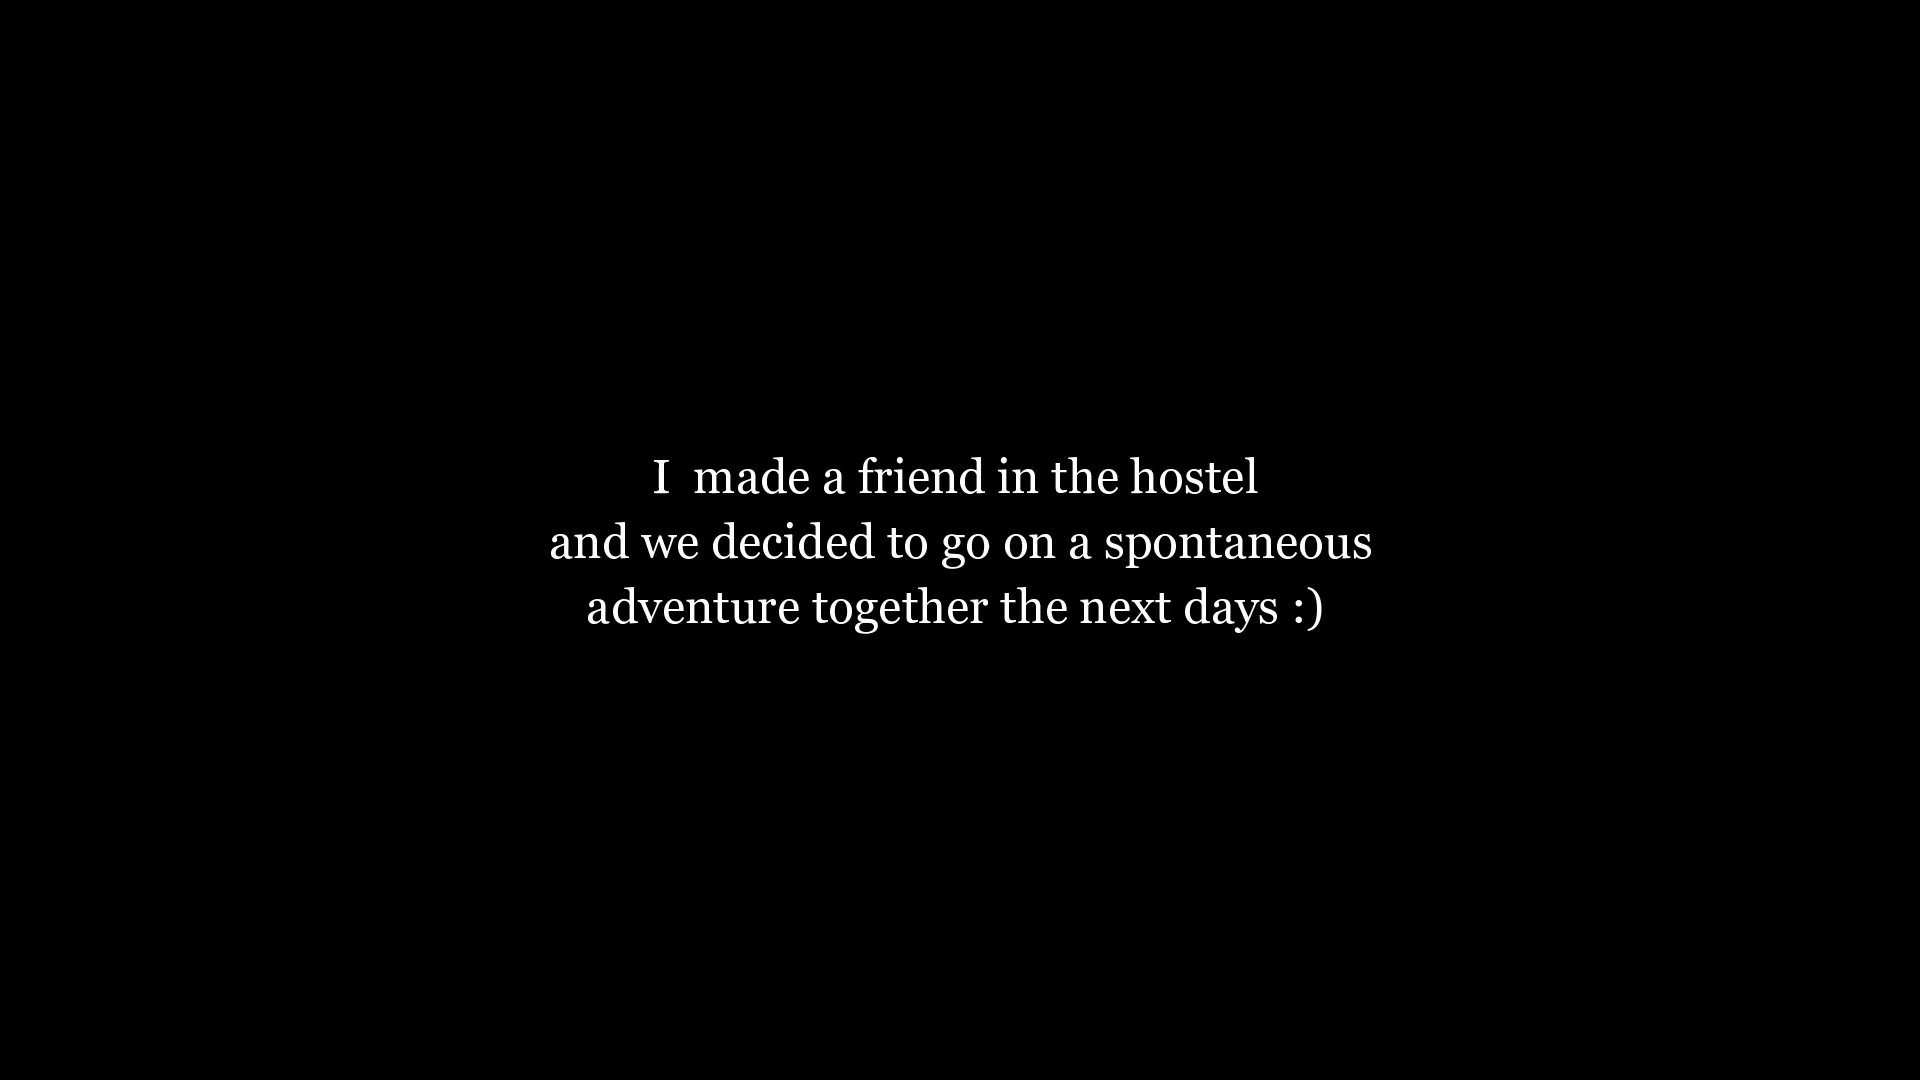 I  made a friend in the hostel
and we decided to go on a spontaneous
adventure together the next days :)